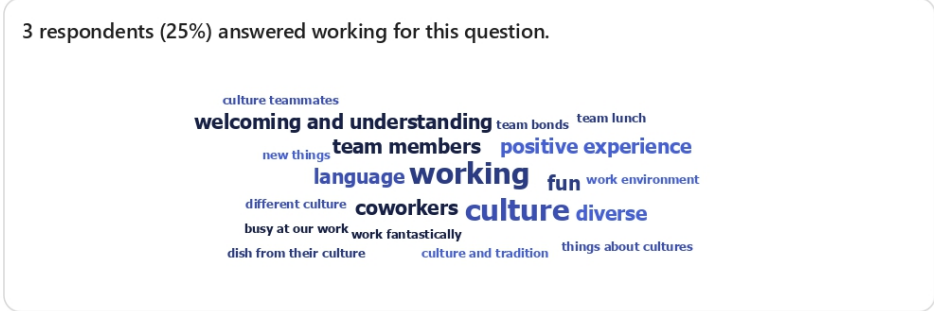 3 respondents (25%) answered working for this question.
culture teammates
welcoming and understanding team bonds team lunch
new things team members positive experience
language working fun work environment
different culture coworkers culture diverse
busy at our work work fantastically
dish from their culture culture and tradition things about cultures